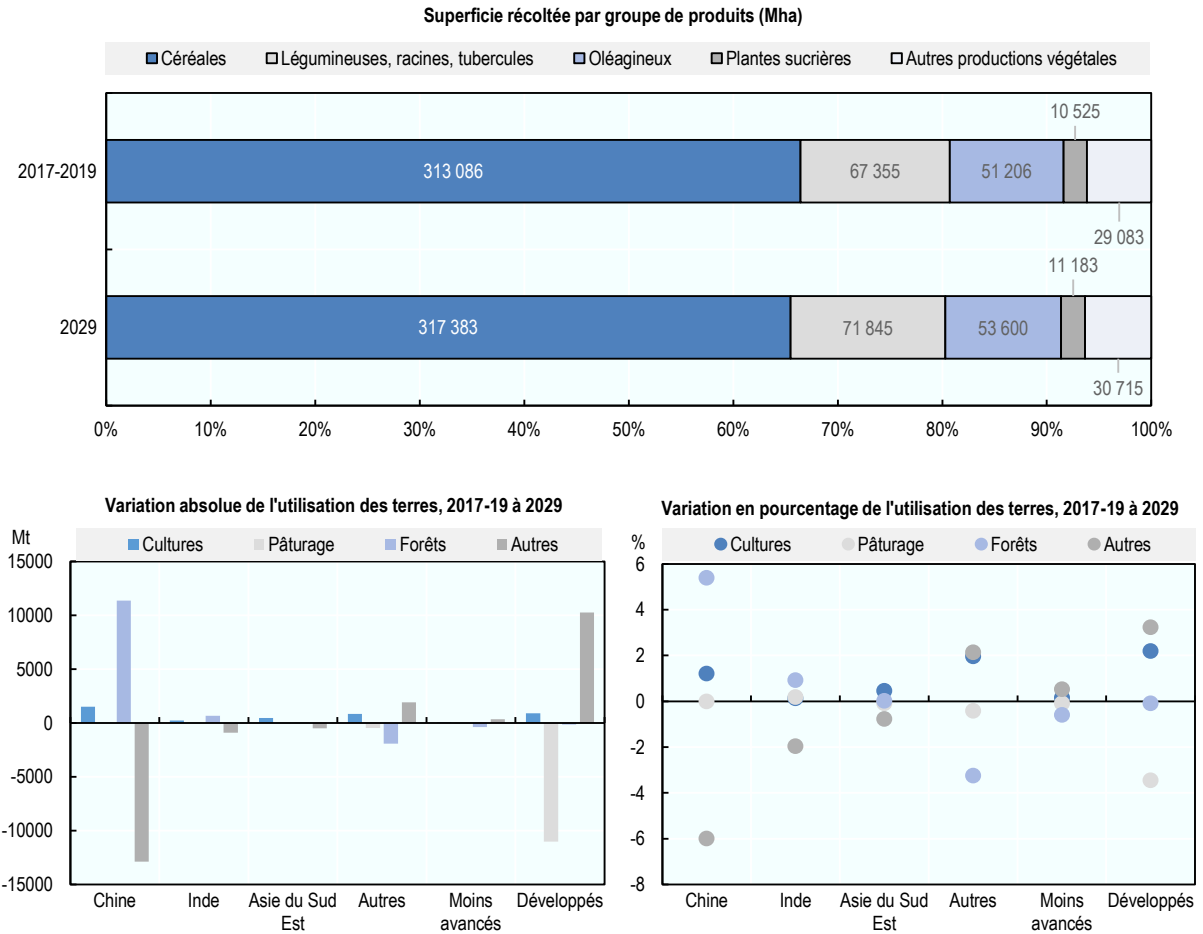 Superficie récoltée par groupe de produits (Mha)
Céréales Légumineuses, racines, tubercules Oléagineux Plantes sucrières Autres productions végétales
10 525
2017-2019 313 086 67 355 51 206
29 083
11 183
2029 317 383 71 845 53 600
30 715
0% 10% 20% 30% 40% 50% 60% 70% 80% 90% 100%
Variation absolue de l'utilisation des terres, 2017-19 à 2029
Mt
Cultures Pâturage Forêts Autres
15000
10000
5000
0
-5000
-10000
-15000
Chine Inde Asie du Sud Autres Moins Développés
Est avancés
Variation en pourcentage de l'utilisation des terres, 2017-19 à 2029
%
Cultures Pâturage Forêts Autres
6
4
2
0
-2
-4
-6
-8
Chine Inde Asie du Sud Autres Moins Développés
Est avancés